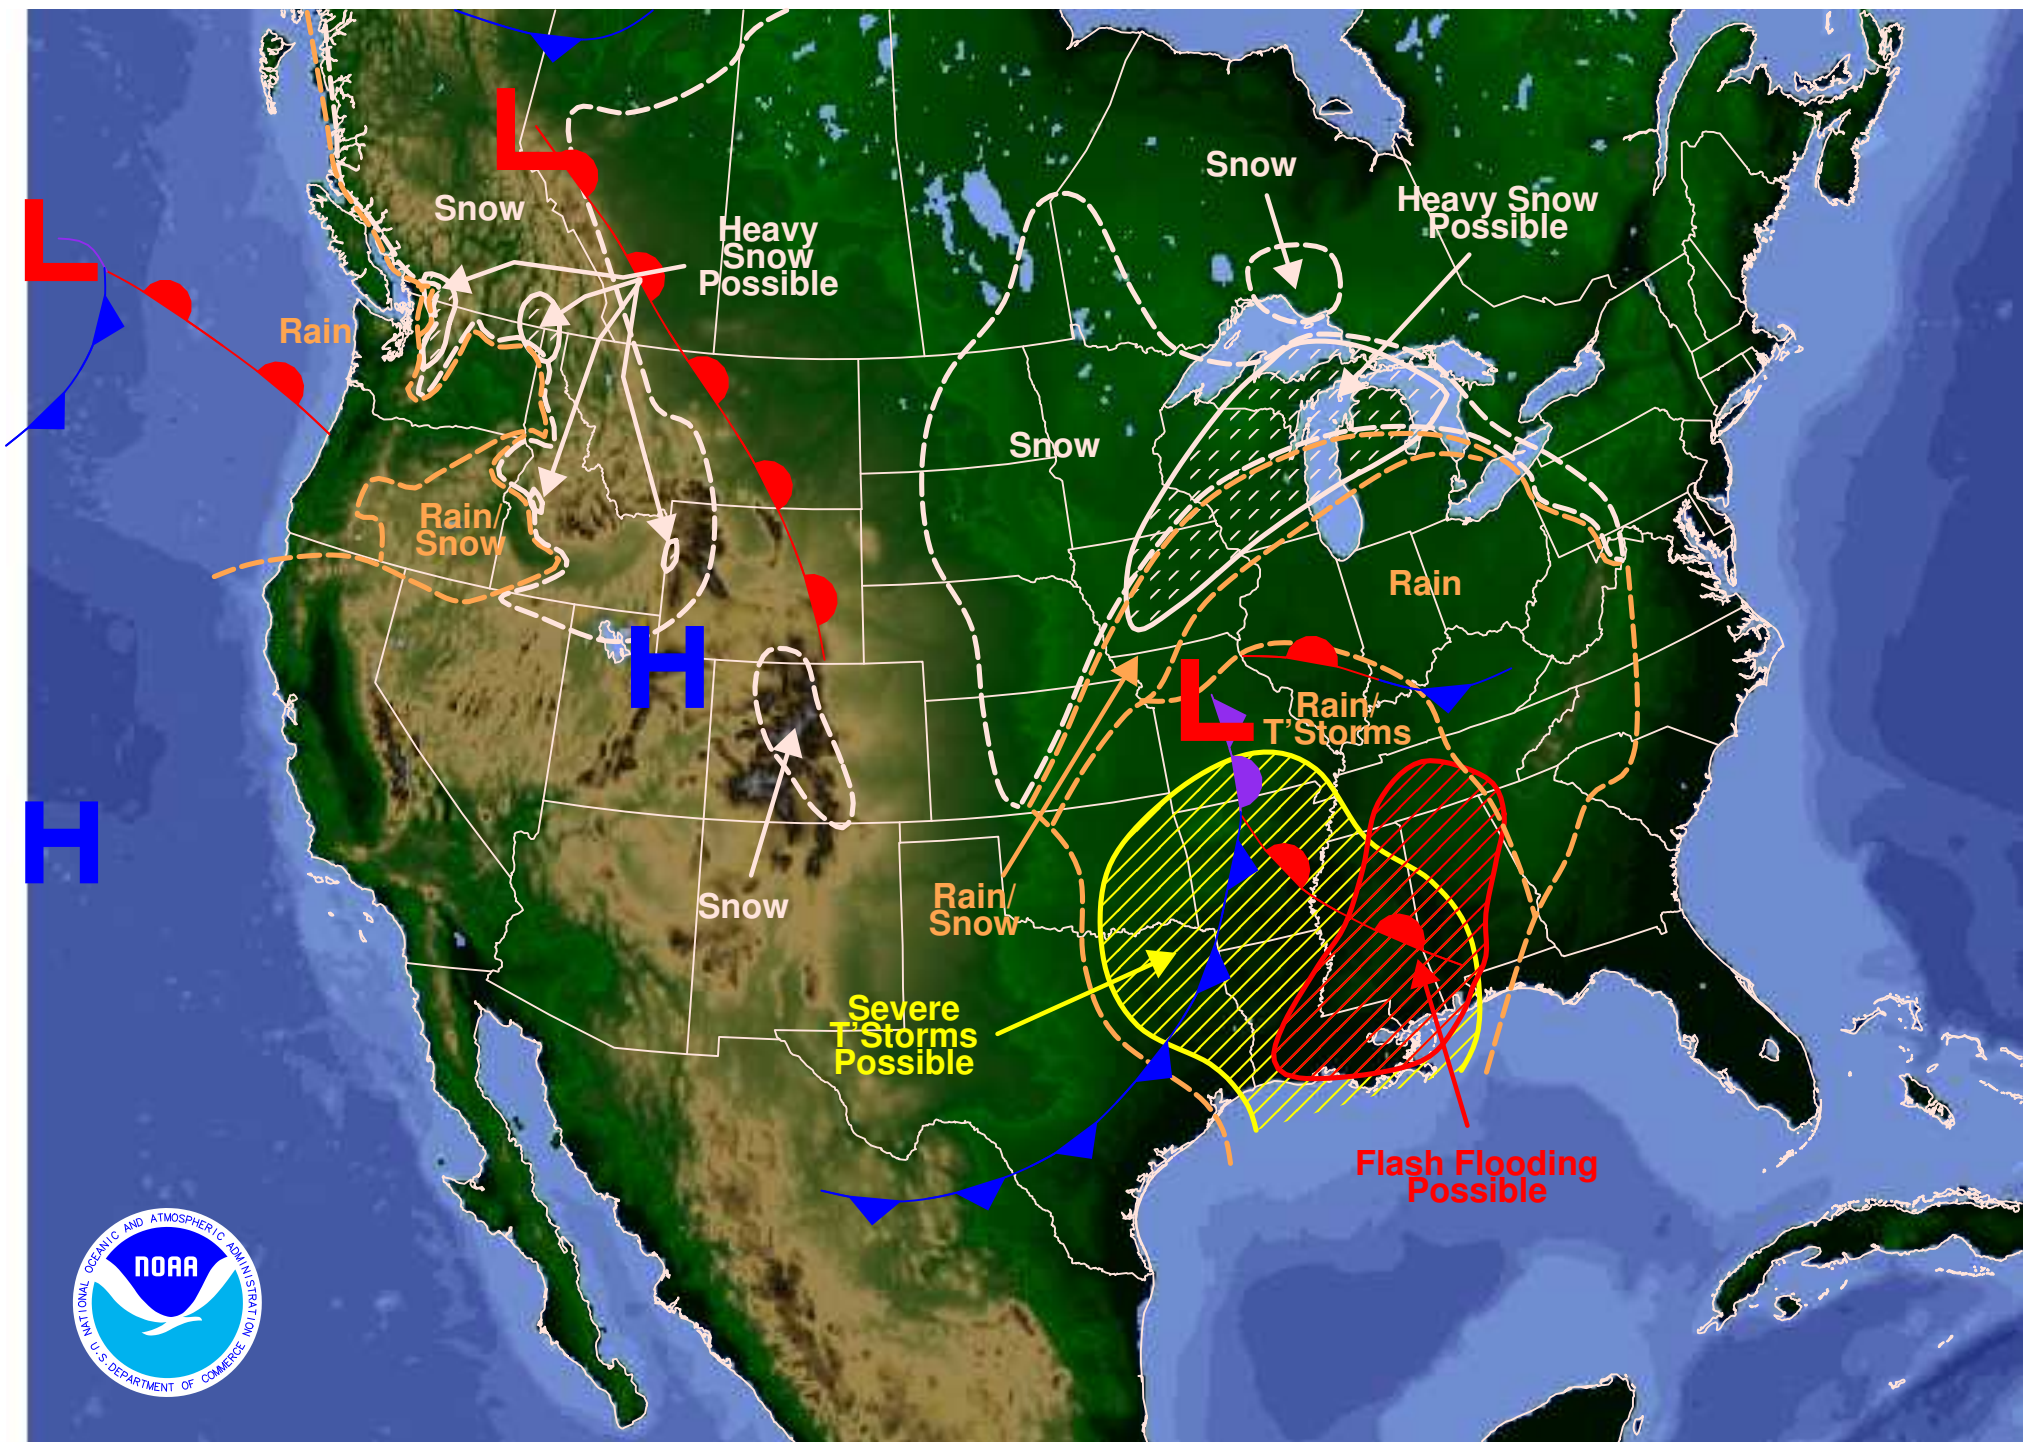 L
Snow
Heavy Snow
Possible
Snow
Heavy
Snow
Possible
L
Rain
Snow
Rain/
Snow
Rain
H
L
Rain/
T'Storms
H
Snow
Rain/
Snow
Severe
T'Storms
Possible
Flash Flooding
Possible
NATIONAL OCEANIC AND ATMOSPHERIC ADMINISTRATION
NOAA
U.S. DEPARTMENT OF COMMERCE